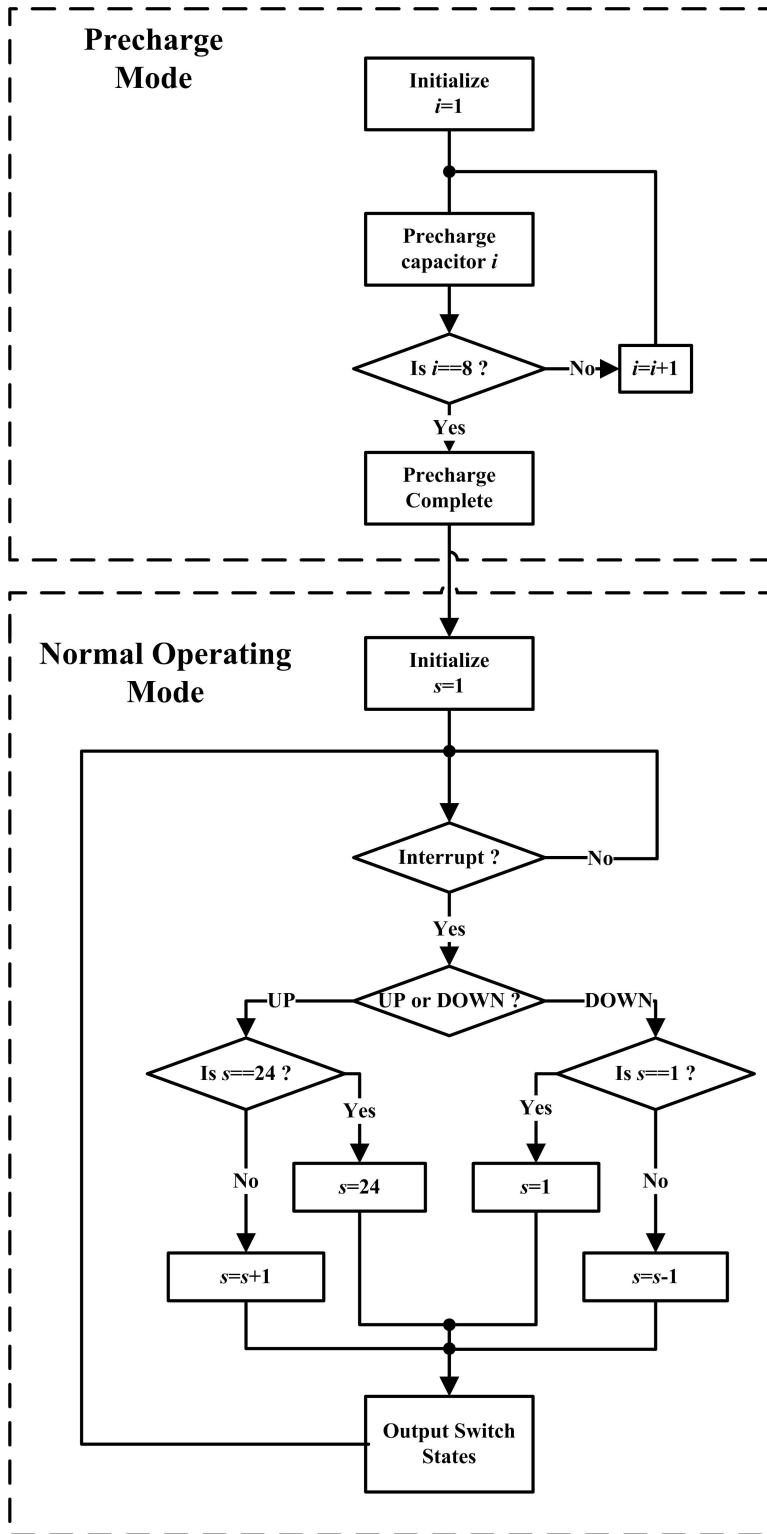 Precharge
Mode
Initialize
i=1
Precharge
capacitor i
Is i==8 ?
No
i=i+1
Yes
Precharge
Complete
Normal Operating
Mode
Initialize
s=1
Interrupt ?
No
Yes
UP
UP or DOWN ?
DOWN
Is s==24 ?
Is s==1 ?
Yes
Yes
No
s=24
s=1
No
s=s+1
s=s-1
Output Switch
States